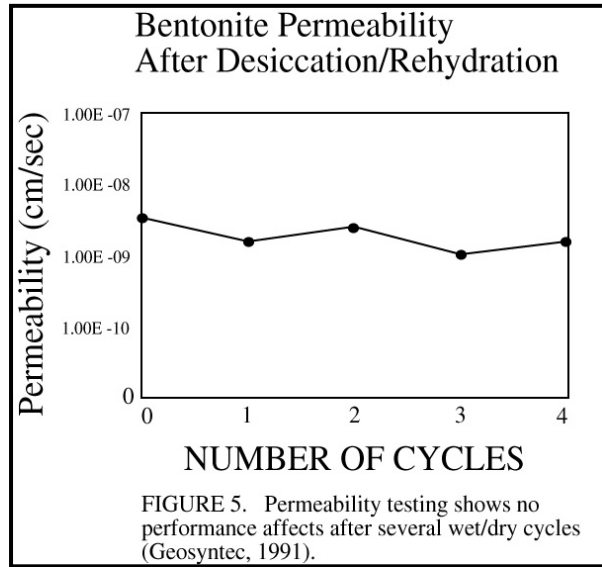 Bentonite Permeability
After Desiccation/Rehydration
Permeability (cm/sec)
1.00E -07
1.00E -08
1.00E -09
1.00E -10
0
0 1 2 3 4
NUMBER OF CYCLES
FIGURE 5. Permeability testing shows no
performance affects after several wet/dry cycles
(Geosyntec, 1991).